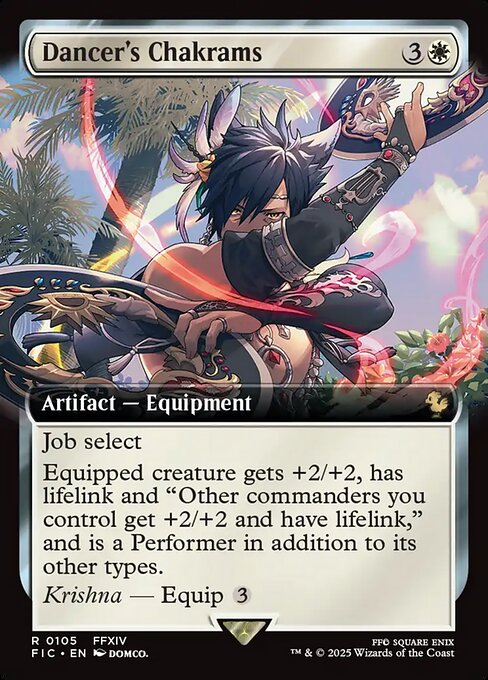 Dancer's Chakrams 3
Artifact — Equipment
Job select
Equipped creature gets +2/+2, has
lifelink and “Other commanders you
control get +2/+2 and have lifelink,”
and is a Performer in addition to its
other types.
Krishna — Equip 3
R 0105 FFXIV
FIC • EN DOMCO.
FF© SQUARE ENIX
™ & © 2025 Wizards of the Coast